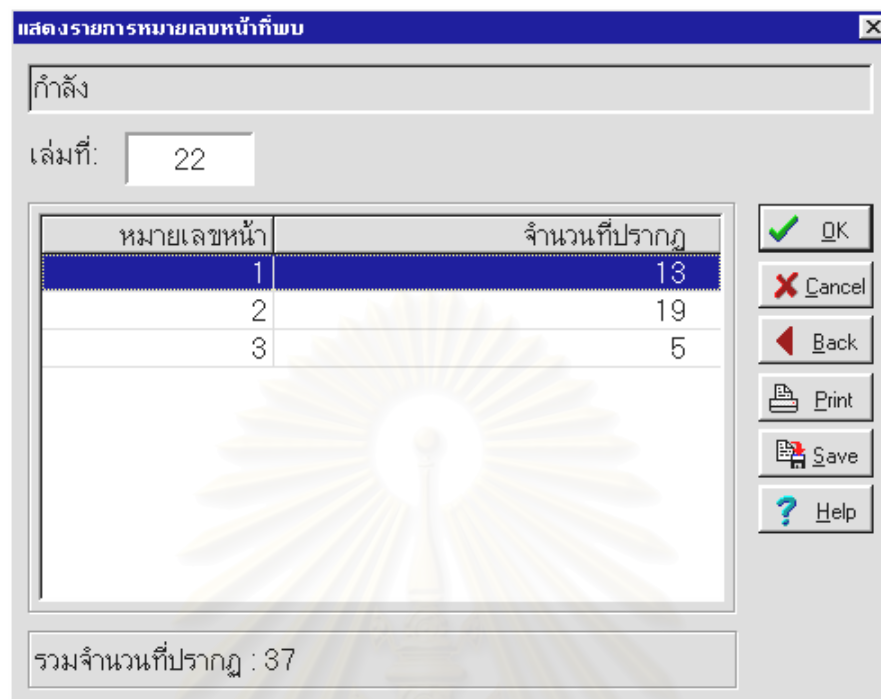 แสดงรายการหมายเลขหน้าที่พบ
กำลัง
เล่มที่: 22
หมายเลขหน้า จำนวนที่ปรากฏ
1 13
2 19
3 5
OK
Cancel
Back
Print
Save
Help
รวมจำนวนที่ปรากฏ : 37